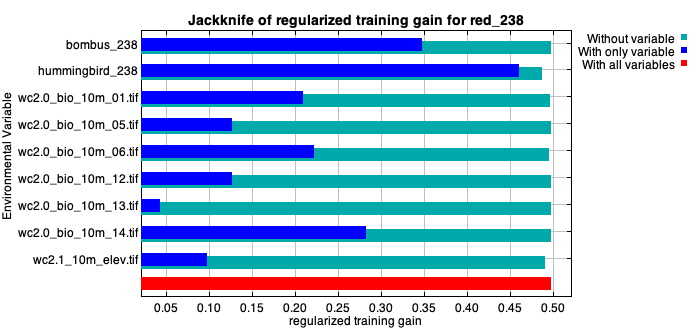 Jackknife of regularized training gain for red_238
Without variable
With only variable
With all variables
Environmental Variable
bombus_238
hummingbird_238
wc2.0_bio_10m_01.tif
wc2.0_bio_10m_05.tif
wc2.0_bio_10m_06.tif
wc2.0_bio_10m_12.tif
wc2.0_bio_10m_13.tif
wc2.0_bio_10m_14.tif
wc2.1_10m_elev.tif
0.05 0.10 0.15 0.20 0.25 0.30 0.35 0.40 0.45 0.50
regularized training gain